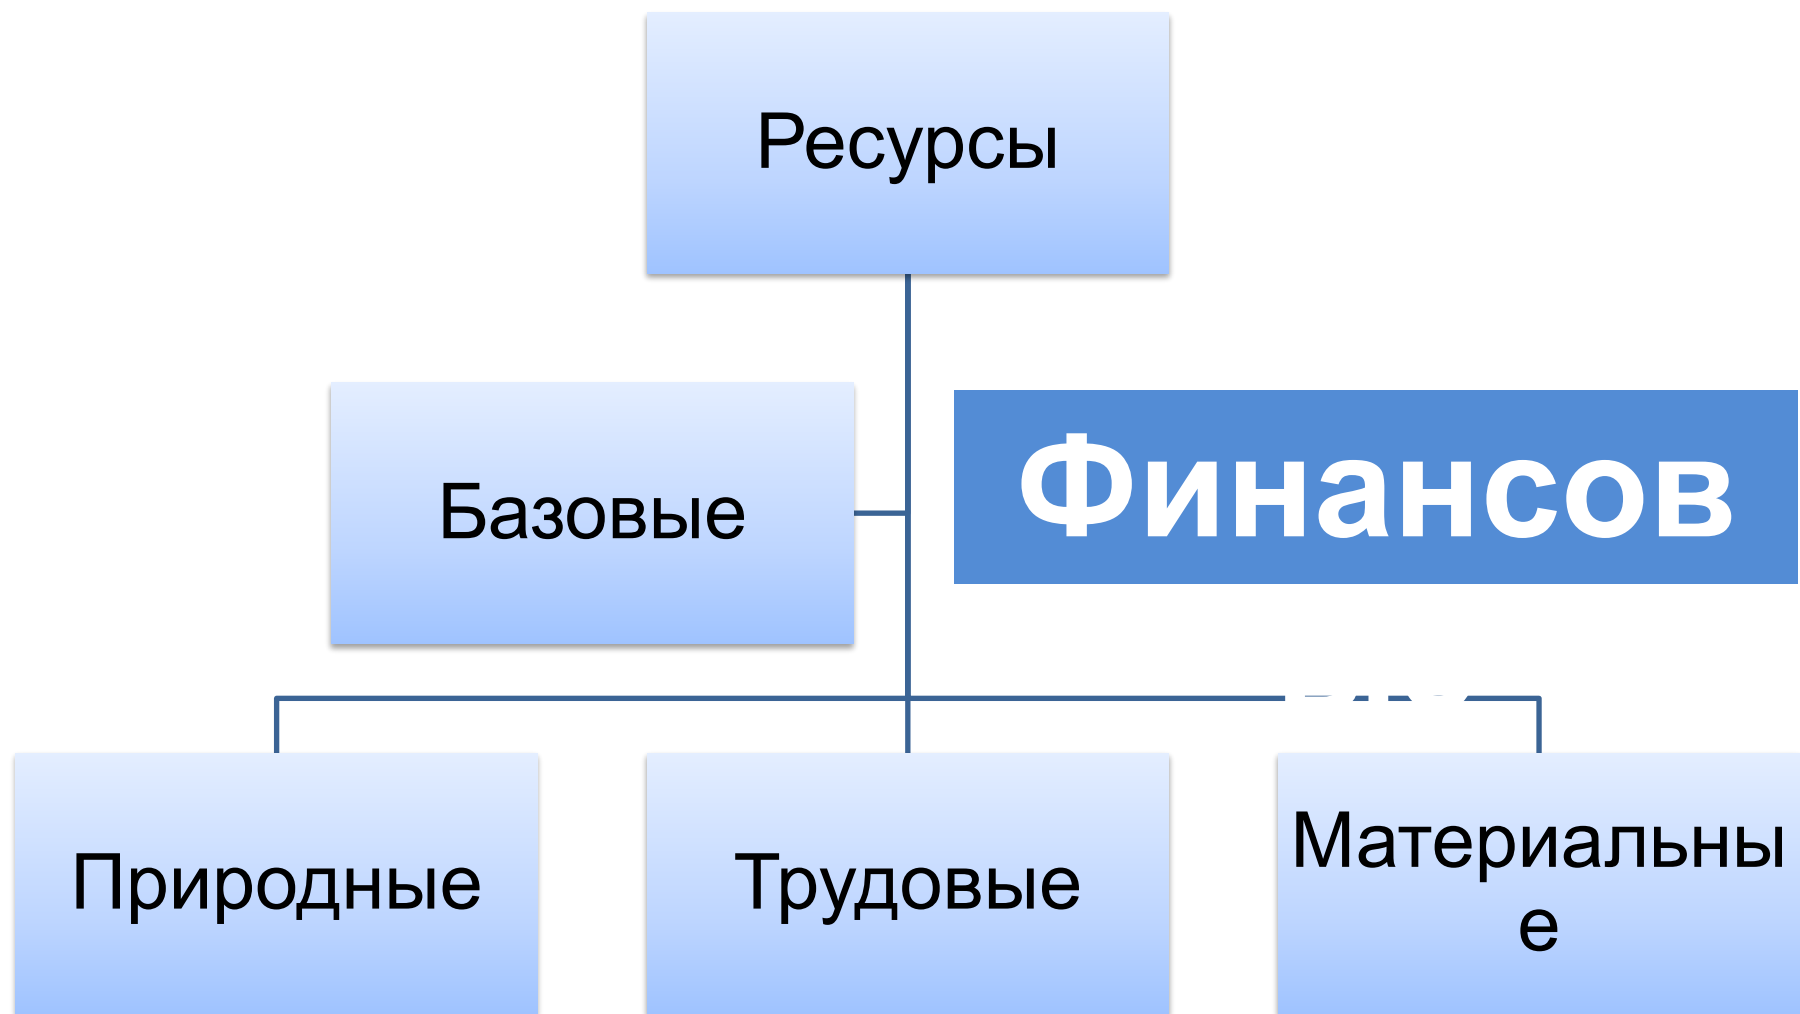 Ресурсы
Базовые
Финансов
Природные
Трудовые
Материальны
е